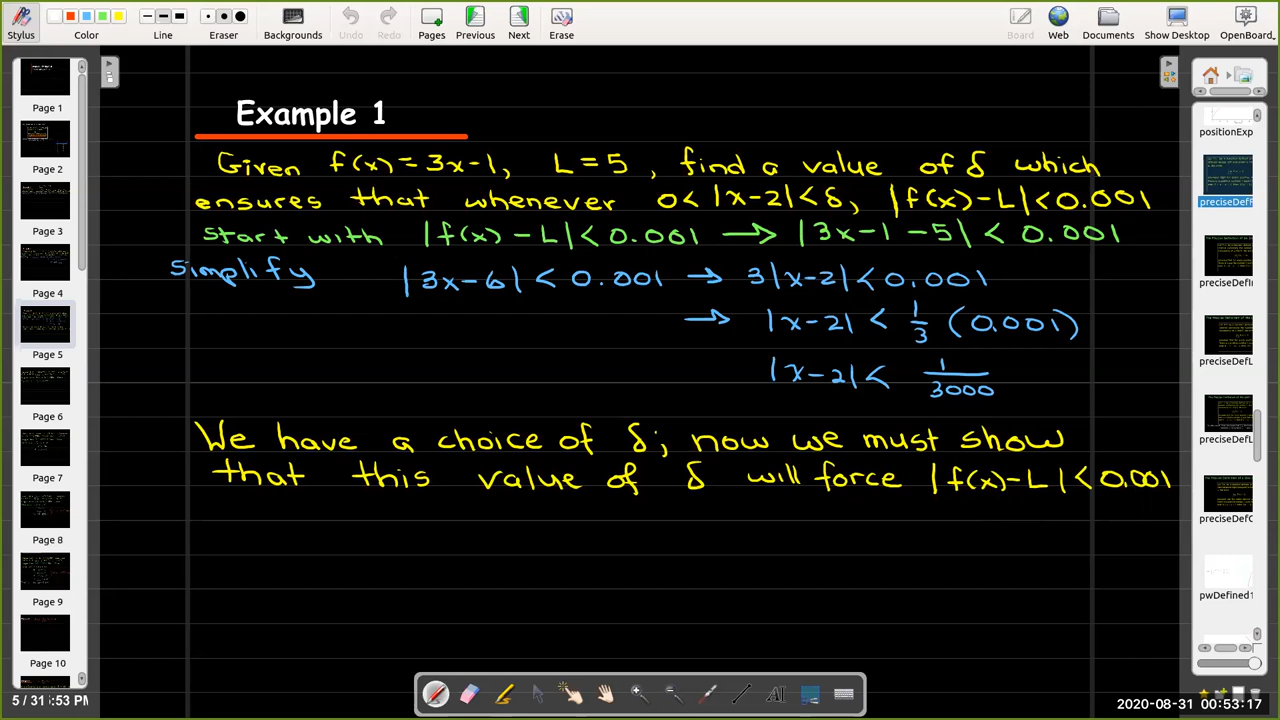 Stylus
Color
Line
Eraser
Backgrounds
Undo
Redo
Pages
Previous
Next
Erase
Board
Web
Documents
Show Desktop
OpenBoard
Page 1
Page 2
Page 3
Page 4
Page 5
Page 6
Page 7
Page 8
Page 9
Page 10
Example 1
Given f(x) = 3x-1, L = 5, find a value of δ which
ensures that whenever 0< |x-2| < δ, |f(x)-L| < 0.001
start with |f(x) - L| < 0.001 → |3x-1 -5| < 0.001
Simplify |3x-6| < 0.001 → 3|x-2| < 0.001
→ |x-2| < 1/3 (0.001)
|x-2| < 1/3000
We have a choice of δ; now we must show
that this value of δ will force |f(x)-L| < 0.001
positionExp
preciseDefF
preciseDefIr
preciseDefL
preciseDefL
preciseDefC
pwDefined1
5 / 31
:53 PM
2020-08-31 00:53:17